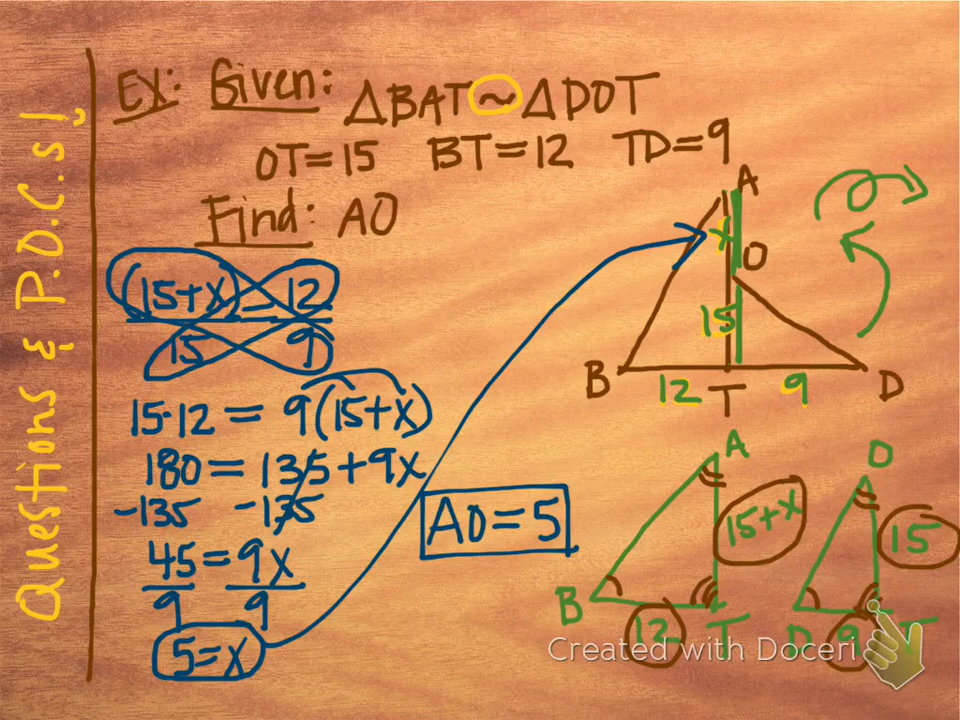 Questions & P.O.C.s!
EX: Given: △BAT ~ △DOT
OT=15 BT=12 TD=9
Find: AO
(15+x) = 12
15 9
15·12 = 9(15+x)
180 = 135+9x
-135 -135
45 = 9x
9 9
5=x
AO=5
A
x
O
15
B 12 T 9 D
A
15+x
B 12 T
O
15
D 9 T
Created with Doceri